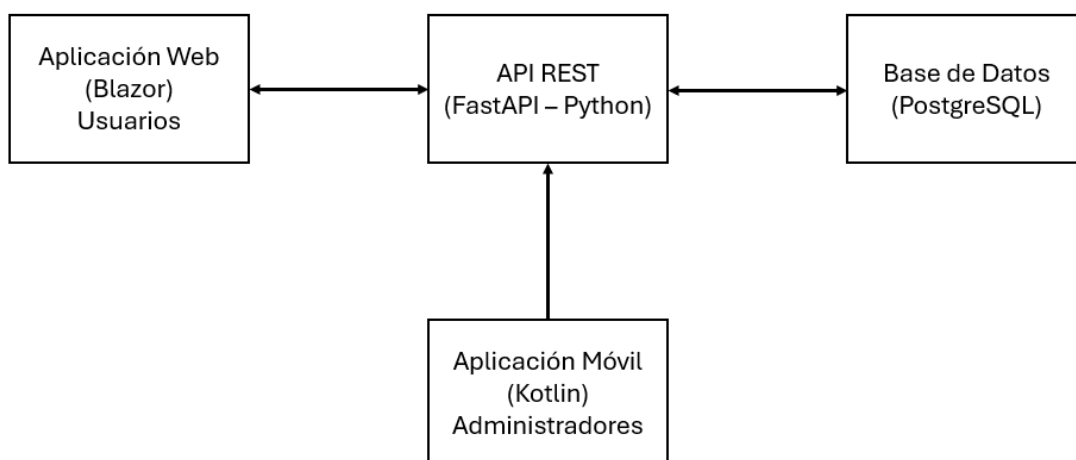 Aplicación Web
(Blazor)
Usuarios
API REST
(FastAPI – Python)
Base de Datos
(PostgreSQL)
Aplicación Móvil
(Kotlin)
Administradores